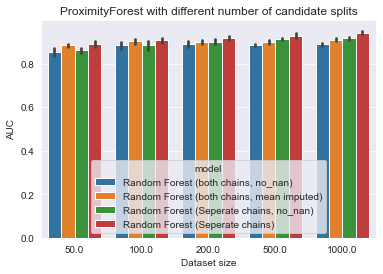 ProximityForest with different number of candidate splits
AUC
0.8
0.6
0.4
0.2
0.0
model
Random Forest (both chains, no_nan)
Random Forest (both chains, mean imputed)
Random Forest (Seperate chains, no_nan)
Random Forest (Seperate chains)
50.0 100.0 200.0 500.0 1000.0
Dataset size